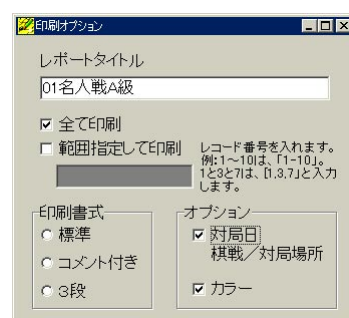 印刷オプション
レポートタイトル
01名人戦A級
全て印刷
範囲指定して印刷
レコード番号を入れます。
例:1～10は、「1-10」。
1と3と7は、[1.3.7」と入力
します。
印刷書式
標準
コメント付き
3段
オプション
対局日
棋戦／対局場所
カラー